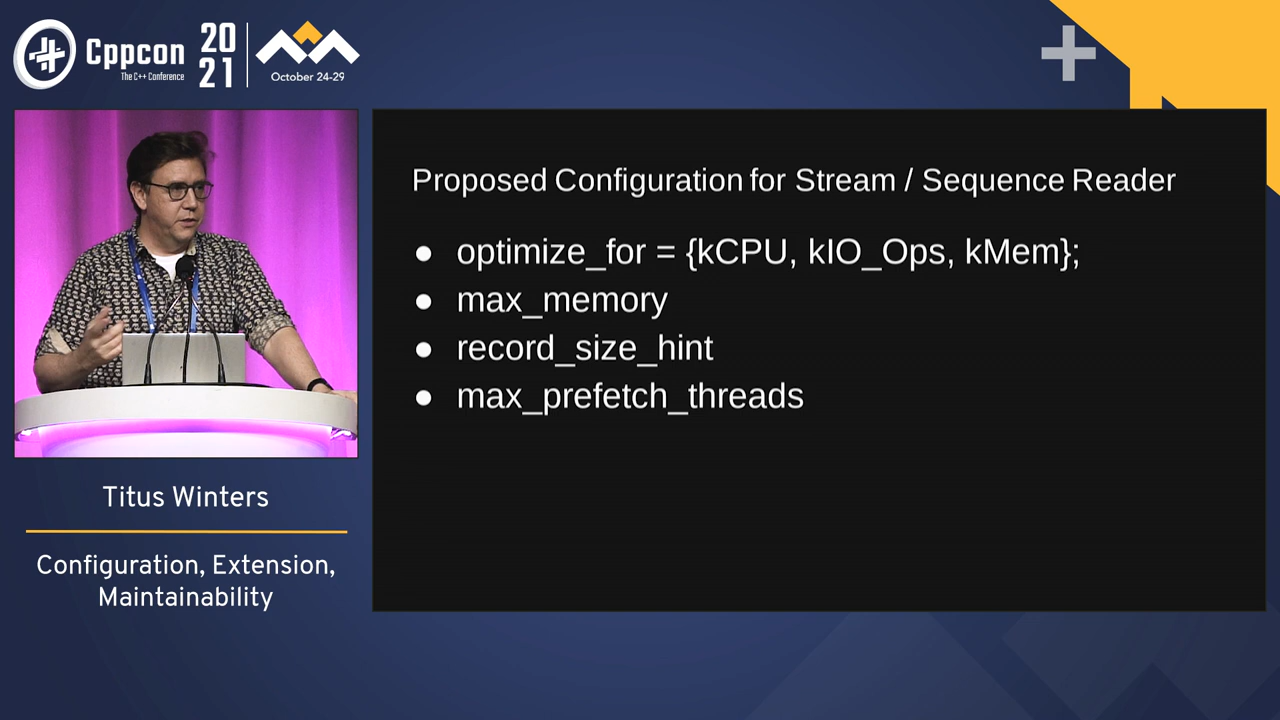 Cppcon
The C++ Conference
20
21
October 24-29
Proposed Configuration for Stream / Sequence Reader
● optimize_for = {kCPU, kIO_Ops, kMem};
● max_memory
● record_size_hint
● max_prefetch_threads
Titus Winters
Configuration, Extension,
Maintainability